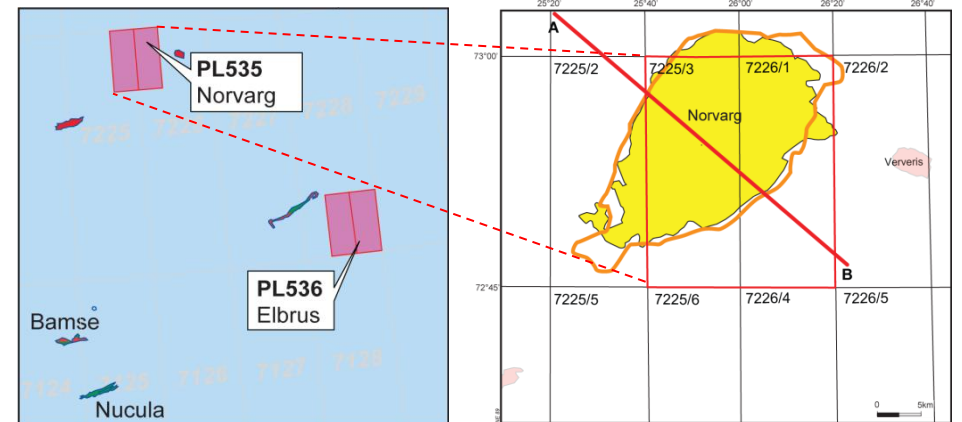 PL535
Norvarg
7225
7227
7228
7229
PL536
Elbrus
Bamse
7124
7126
7127
7128
Nucula
25°20'
25°40'
26°00'
26°20'
26°40'
A
73°00'
7225/2
7225/3
7226/1
7226/2
Norvarg
Ververis
B
72°45'
7225/5
7225/6
7226/4
7226/5
0
5km